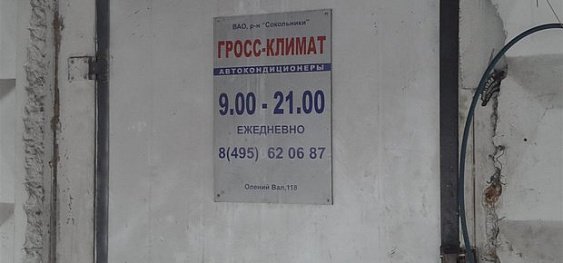 ВАО, р-н "Сокольники"
ГРОСС-КЛИМАТ
АВТОКОНДИЦИОНЕРЫ
9.00 - 21.00
ЕЖЕДНЕВНО
8(495) 62 06 87
Олений Вал,118